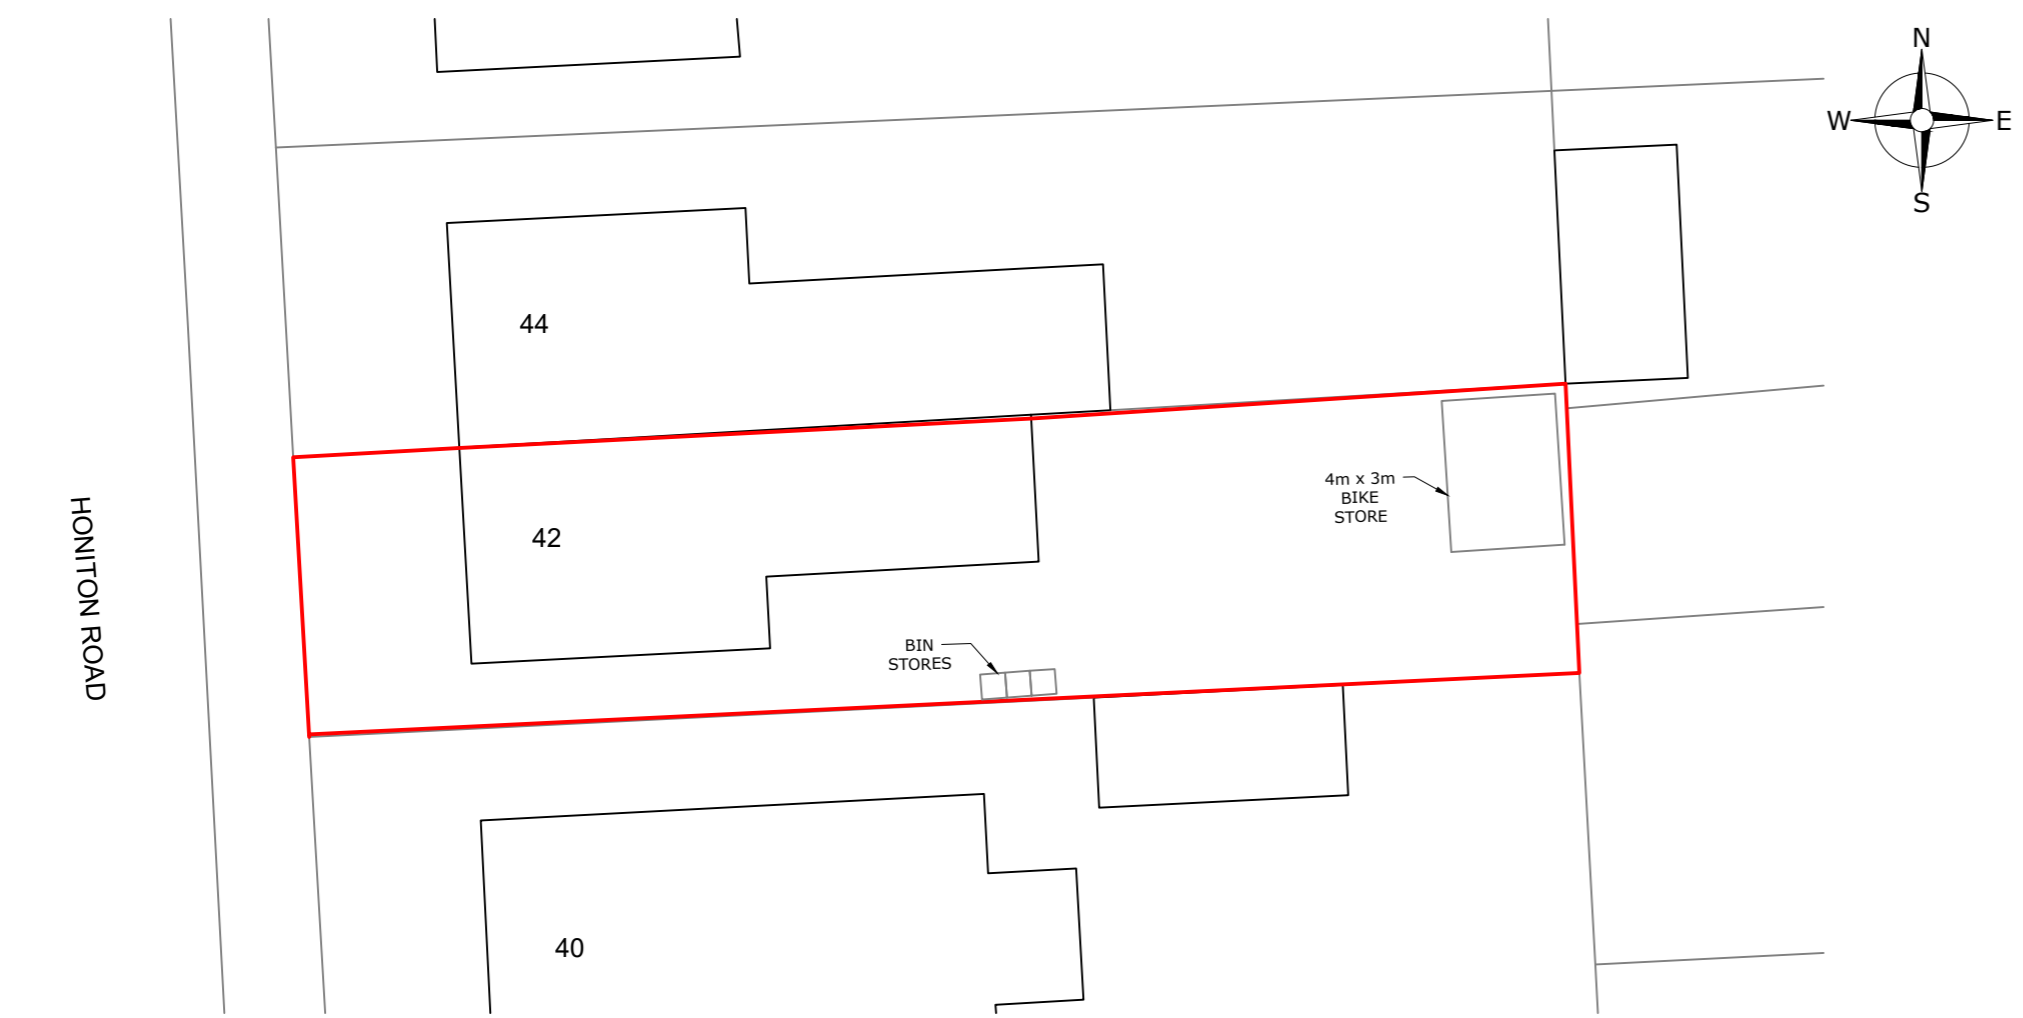 N
W
E
S
44
4m x 3m
BIKE
STORE
42
HONITON ROAD
BIN
STORES
40